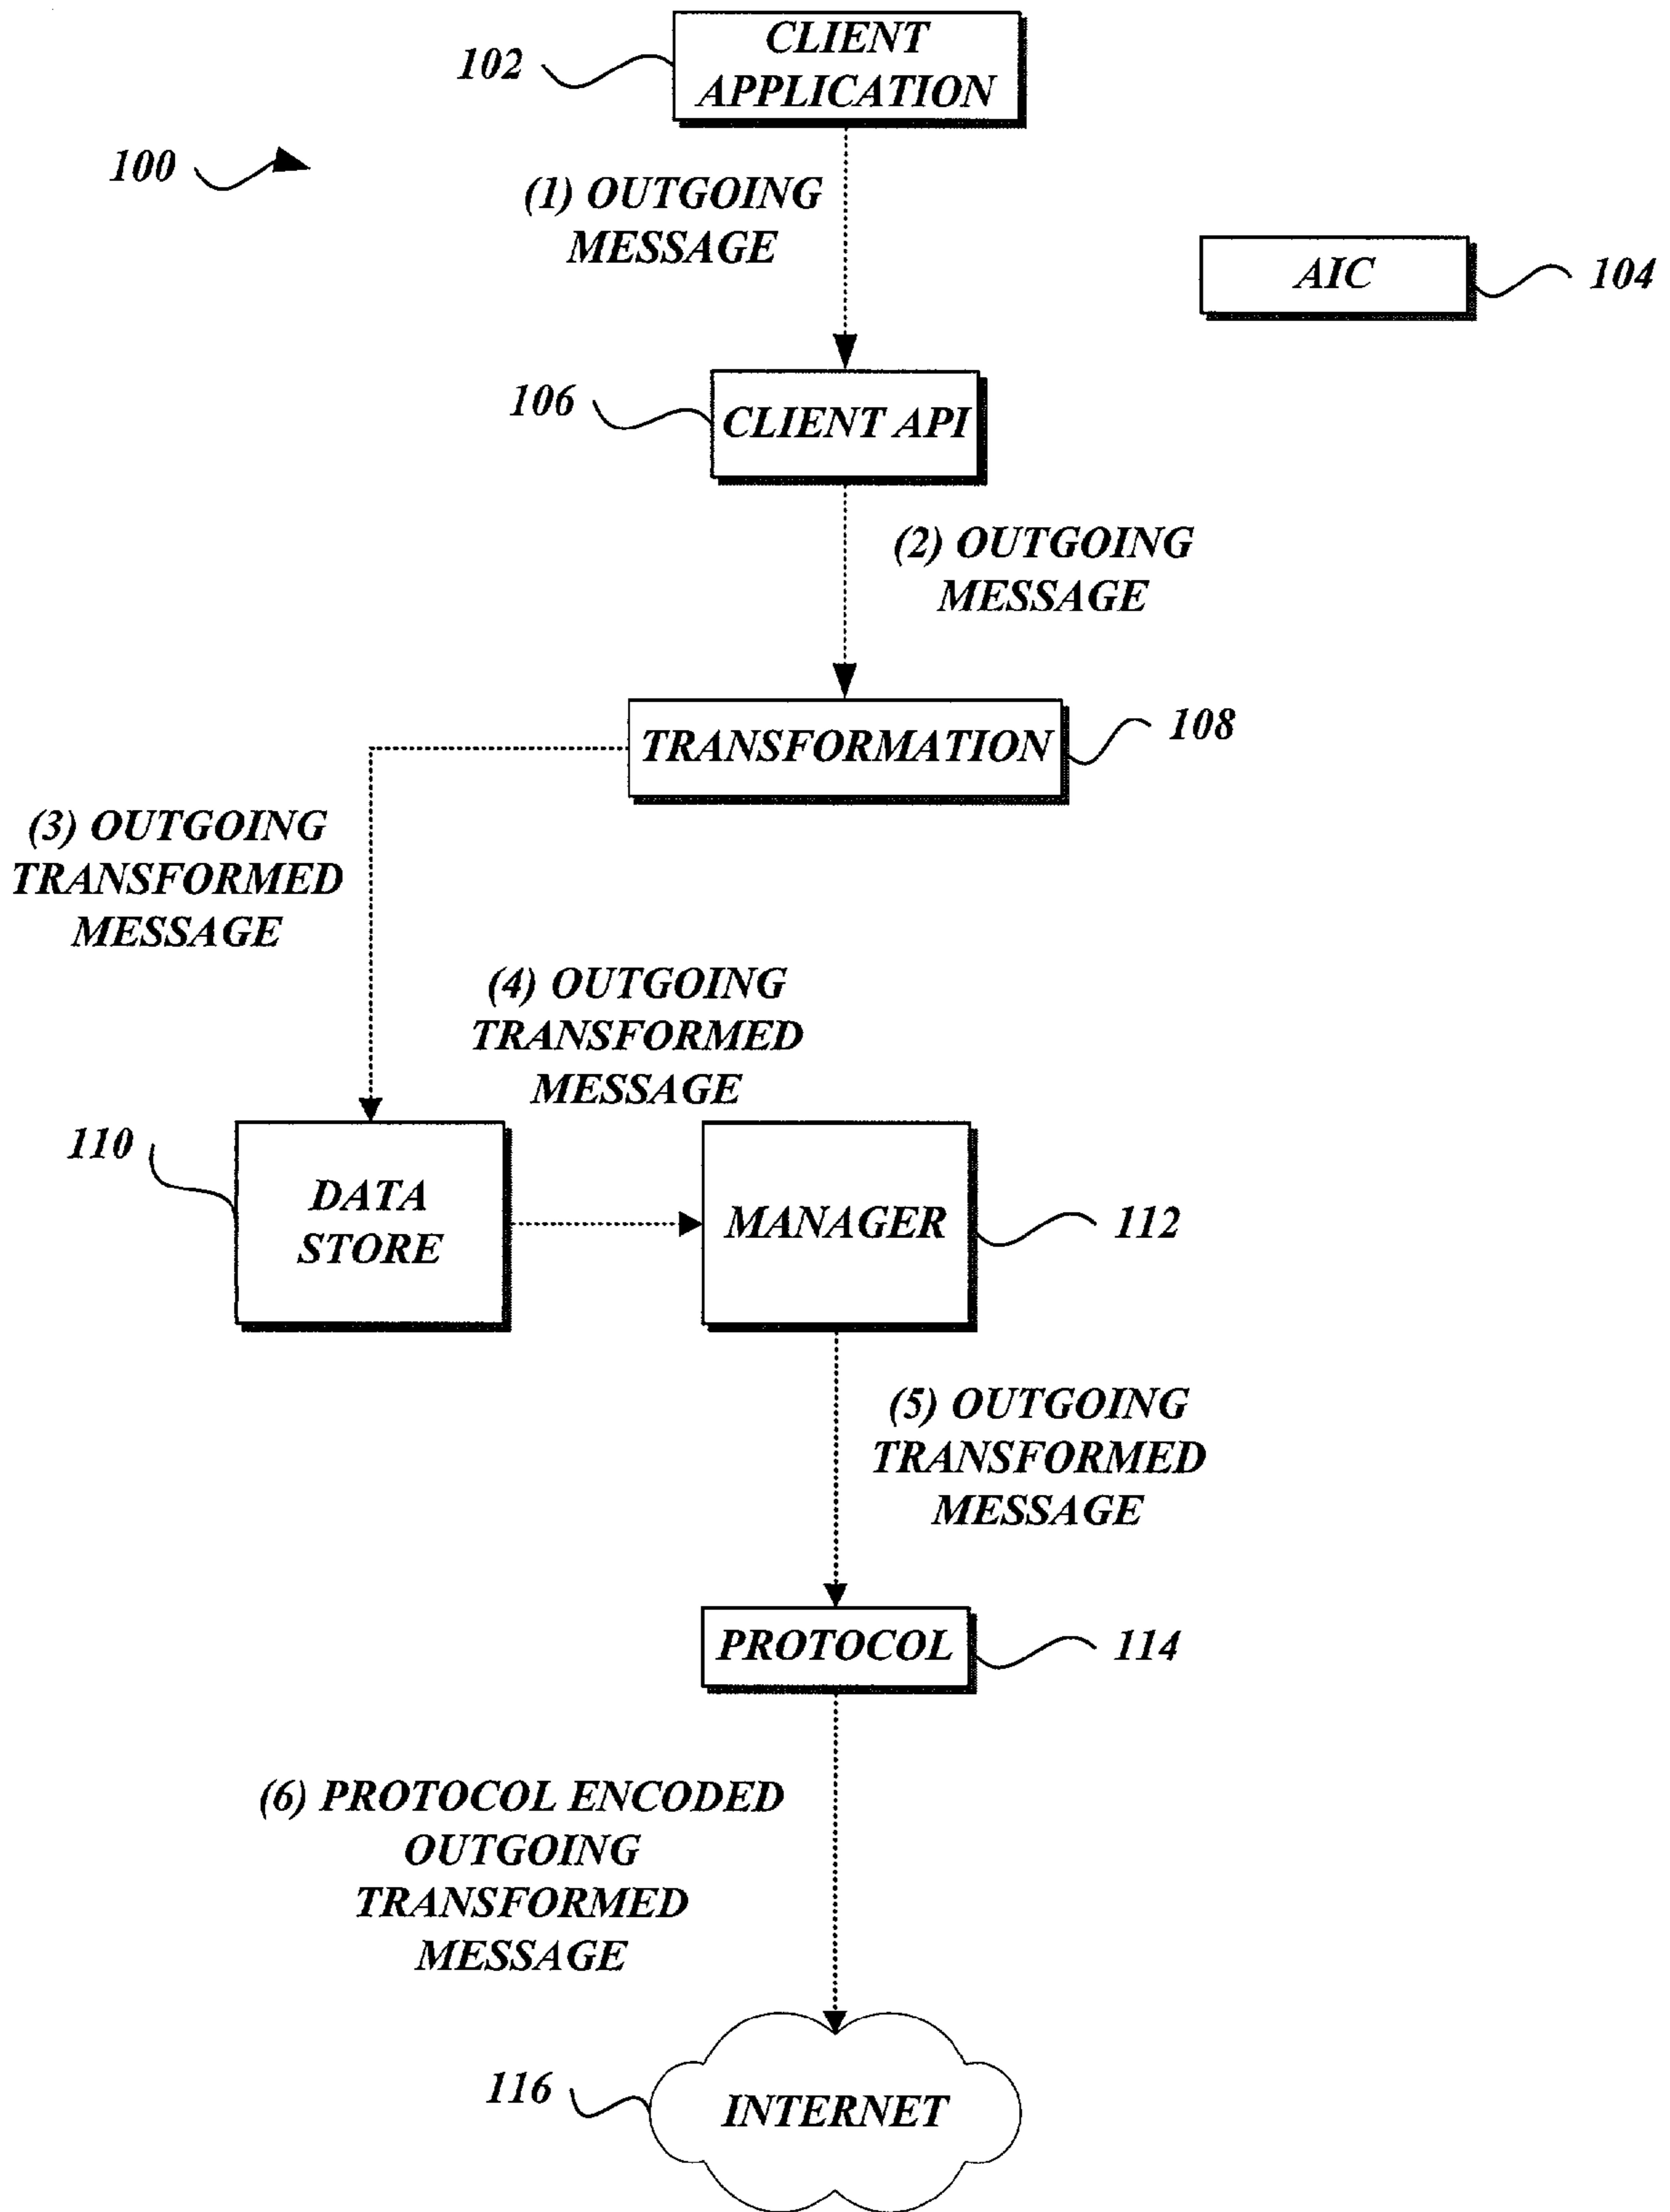 CLIENT
APPLICATION
102
100
(1) OUTGOING
MESSAGE
AIC
104
106
CLIENT API
(2) OUTGOING
MESSAGE
TRANSFORMATION
108
(3) OUTGOING
TRANSFORMED
MESSAGE
(4) OUTGOING
TRANSFORMED
MESSAGE
110
DATA
STORE
MANAGER
112
(5) OUTGOING
TRANSFORMED
MESSAGE
PROTOCOL
114
(6) PROTOCOL ENCODED
OUTGOING
TRANSFORMED
MESSAGE
116
INTERNET